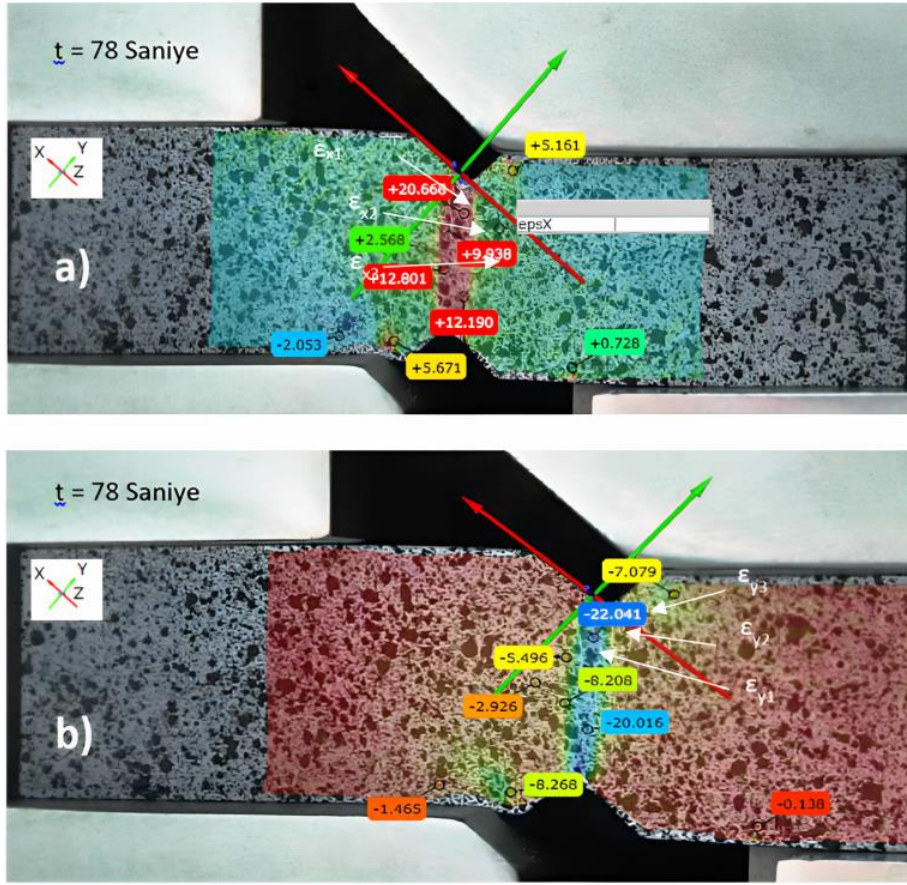 t = 78 Saniye
X Y Z
a)
εx1
+5.161
+20.666
εx2
epsX
+2.568
+9.938
εx3
+12.801
+12.190
-2.053
+0.728
+5.671
t = 78 Saniye
X Y Z
b)
-7.079
εy3
-22.041
εy2
-5.496
-8.208
εy1
-2.926
-20.016
-8.268
-1.465
-0.138